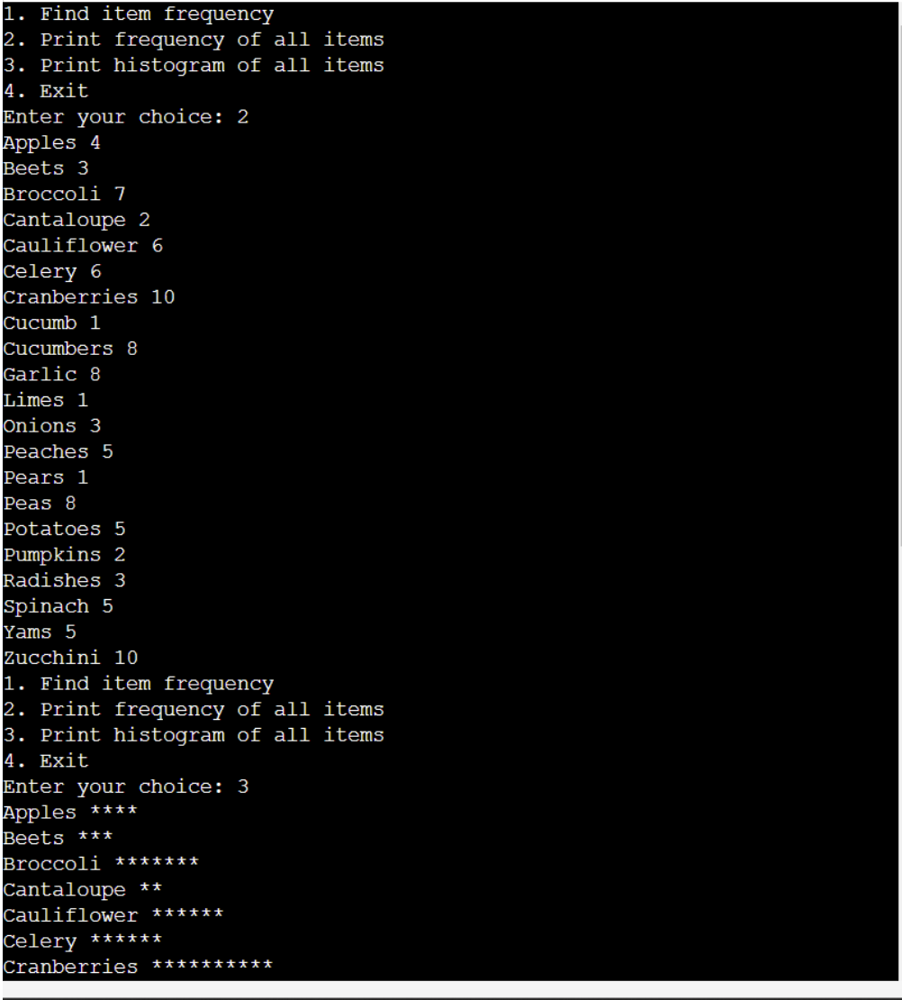 1. Find item frequency
2. Print frequency of all items
3. Print histogram of all items
4. Exit
Enter your choice: 2
Apples 4
Beets 3
Broccoli 7
Cantaloupe 2
Cauliflower 6
Celery 6
Cranberries 10
Cucumb 1
Cucumbers 8
Garlic 8
Limes 1
Onions 3
Peaches 5
Pears 1
Peas 8
Potatoes 5
Pumpkins 2
Radishes 3
Spinach 5
Yams 5
Zucchini 10
1. Find item frequency
2. Print frequency of all items
3. Print histogram of all items
4. Exit
Enter your choice: 3
Apples ****
Beets ***
Broccoli *******
Cantaloupe **
Cauliflower ******
Celery ******
Cranberries **********